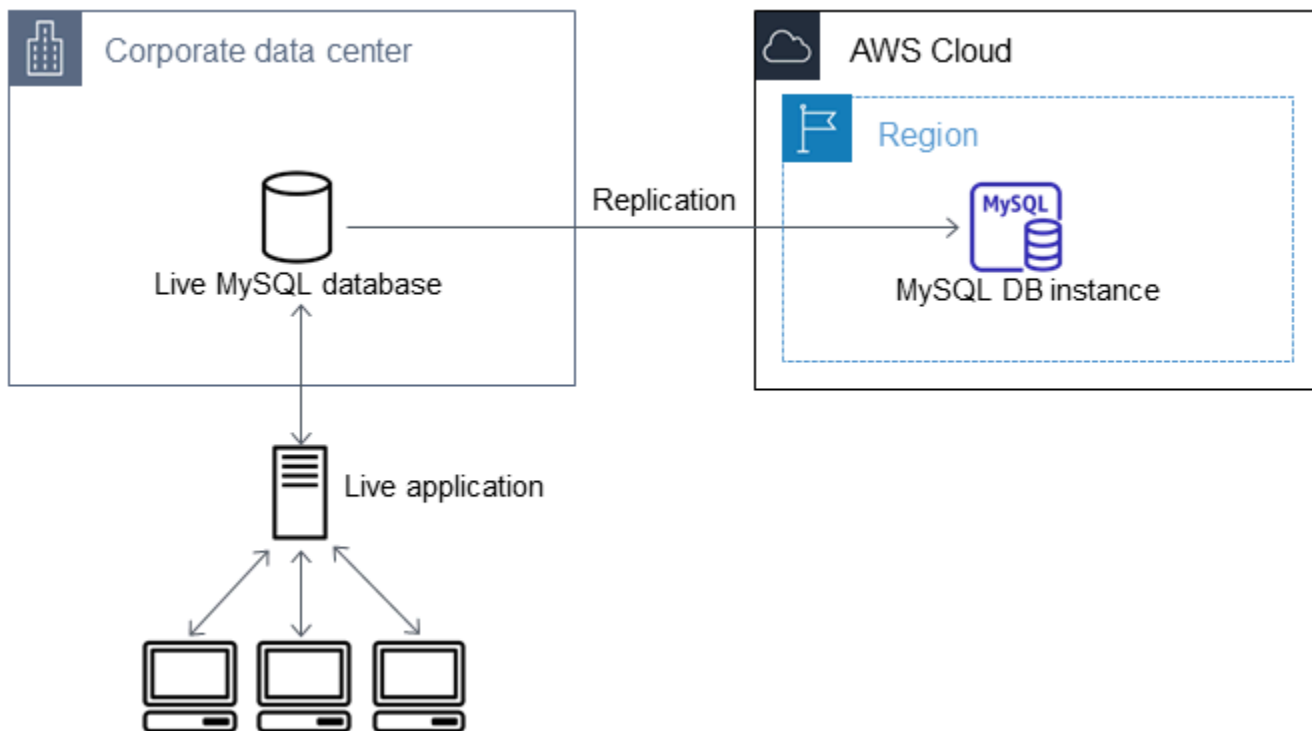 Corporate data center
AWS Cloud
Region
Replication
MySQL
Live MySQL database
MySQL DB instance
Live application